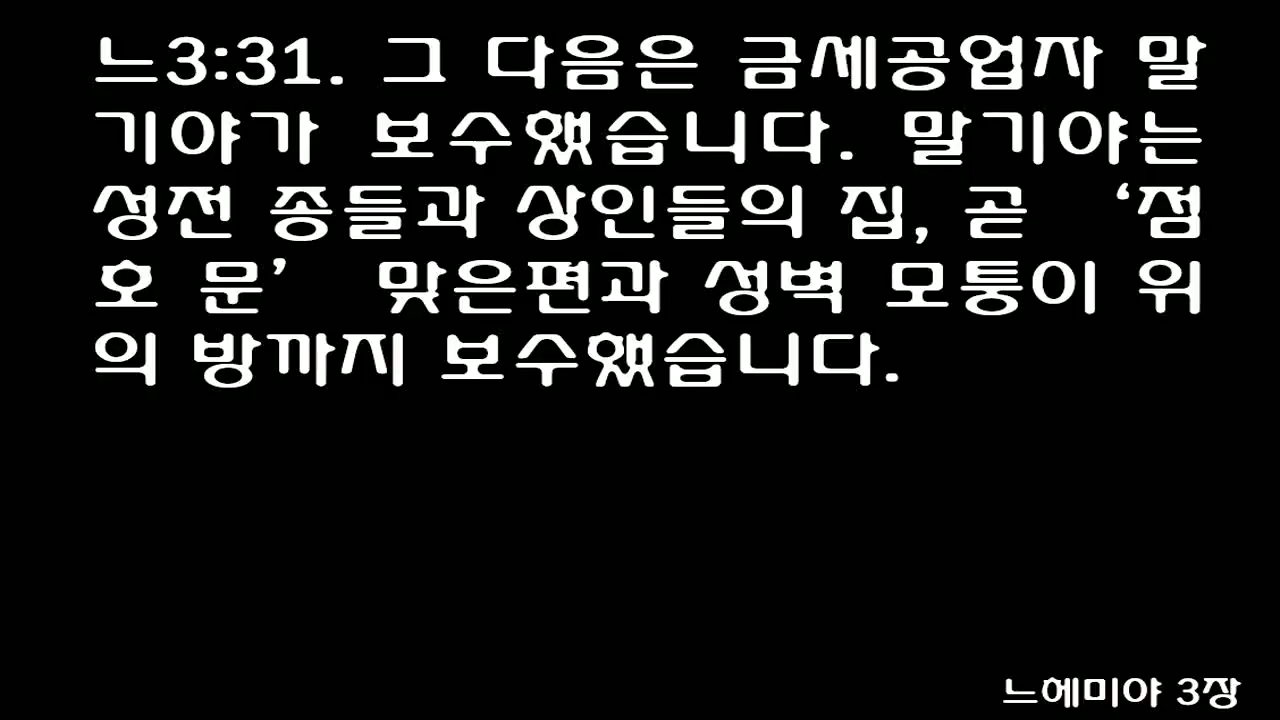 느3:31. 그 다음은 금세공업자 말
기야가 보수했습니다. 말기야는
성전 종들과 상인들의 집, 곧 ‘점
호 문’ 맞은편과 성벽 모퉁이 위
의 방까지 보수했습니다.
느헤미야 3장